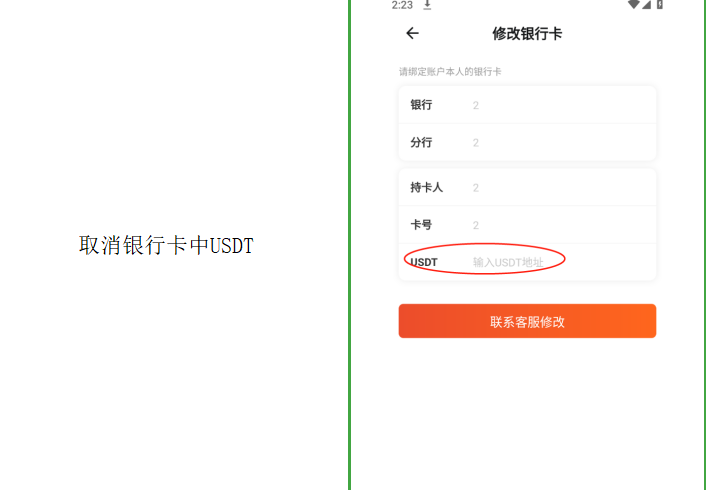 取消银行卡中USDT
2:23
修改银行卡
请绑定账户本人的银行卡
银行 2
分行 2
持卡人 2
卡号 2
USDT 输入USDT地址
联系客服修改